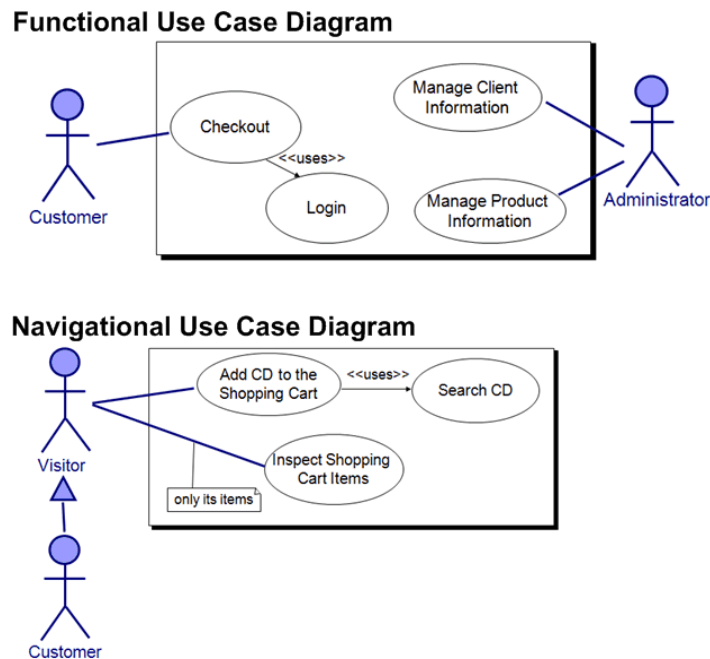 Functional Use Case Diagram
Manage Client
Information
Checkout
<<uses>>
Login
Manage Product
Information
Customer
Administrator
Navigational Use Case Diagram
Add CD to the
Shopping Cart
<<uses>>
Search CD
Visitor
Inspect Shopping
Cart Items
only its items
Customer